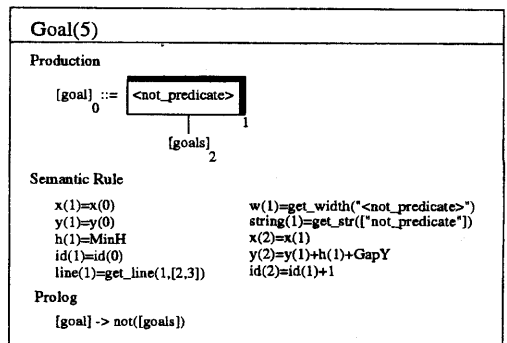 Goal(5)
Production
[goal] ::= <not_predicate>
0
1
[goals]
2
Semantic Rule
x(1)=x(0) w(1)=get_width("<not_predicate>")
y(1)=y(0) string(1)=get_str(["not_predicate"])
h(1)=MinH x(2)=x(1)
id(1)=id(0) y(2)=y(1)+h(1)+GapY
line(1)=get_line(1,[2,3]) id(2)=id(1)+1
Prolog
[goal] -> not([goals])